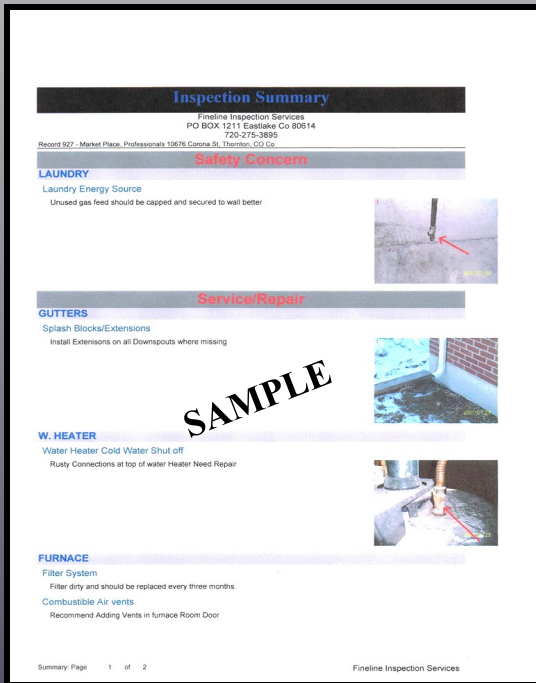 Inspection Summary
Fineline Inspection Services
PO BOX 1211 Eastlake Co 80614
720-275-3895
Record 927 - Market Place, Professionals 10676 Corona St, Thornton, CO Co
Safety Concern
LAUNDRY
Laundry Energy Source
Unused gas feed should be capped and secured to wall better
Service/Repair
GUTTERS
Splash Blocks/Extensions
Install Extenisons on all Downspouts where missing
SAMPLE
W. HEATER
Water Heater Cold Water Shut off
Rusty Connections at top of water Heater Need Repair
FURNACE
Filter System
Filter dirty and should be replaced every three months
Combustible Air vents
Recommend Adding Vents in furnace Room Door
Summary: Page 1 of 2
Fineline Inspection Services